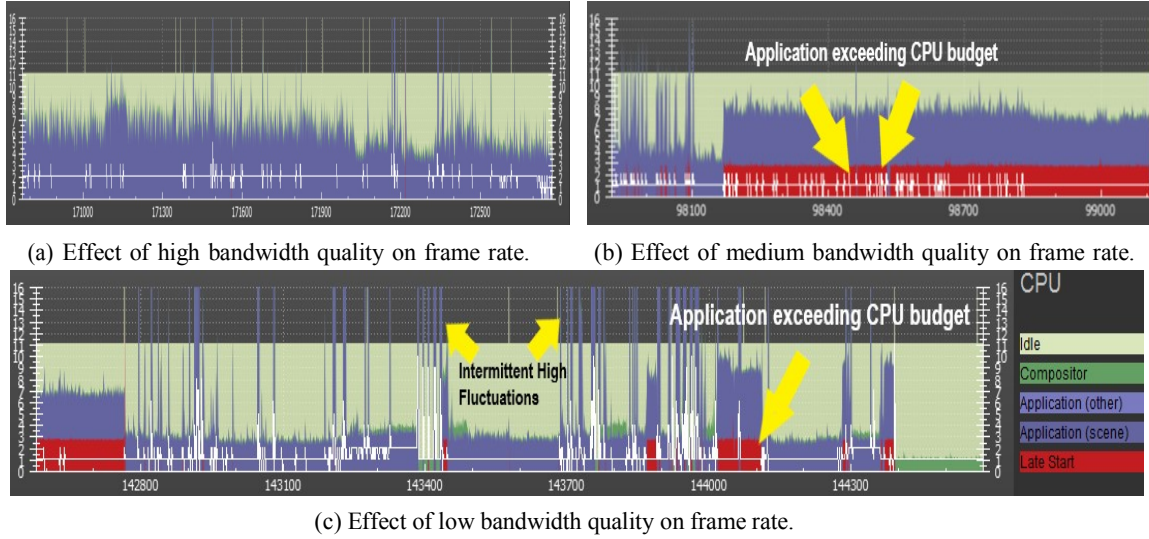 171000 171300 171600 171900 172200 172500
(a) Effect of high bandwidth quality on frame rate.
Application exceeding CPU budget
98100 98400 98700 99000
(b) Effect of medium bandwidth quality on frame rate.
Application exceeding CPU budget
Intermittent High
Fluctuations
142800 143100 143400 143700 144000 144300
CPU
Idle
Compositor
Application (other)
Application (scene)
Late Start
(c) Effect of low bandwidth quality on frame rate.